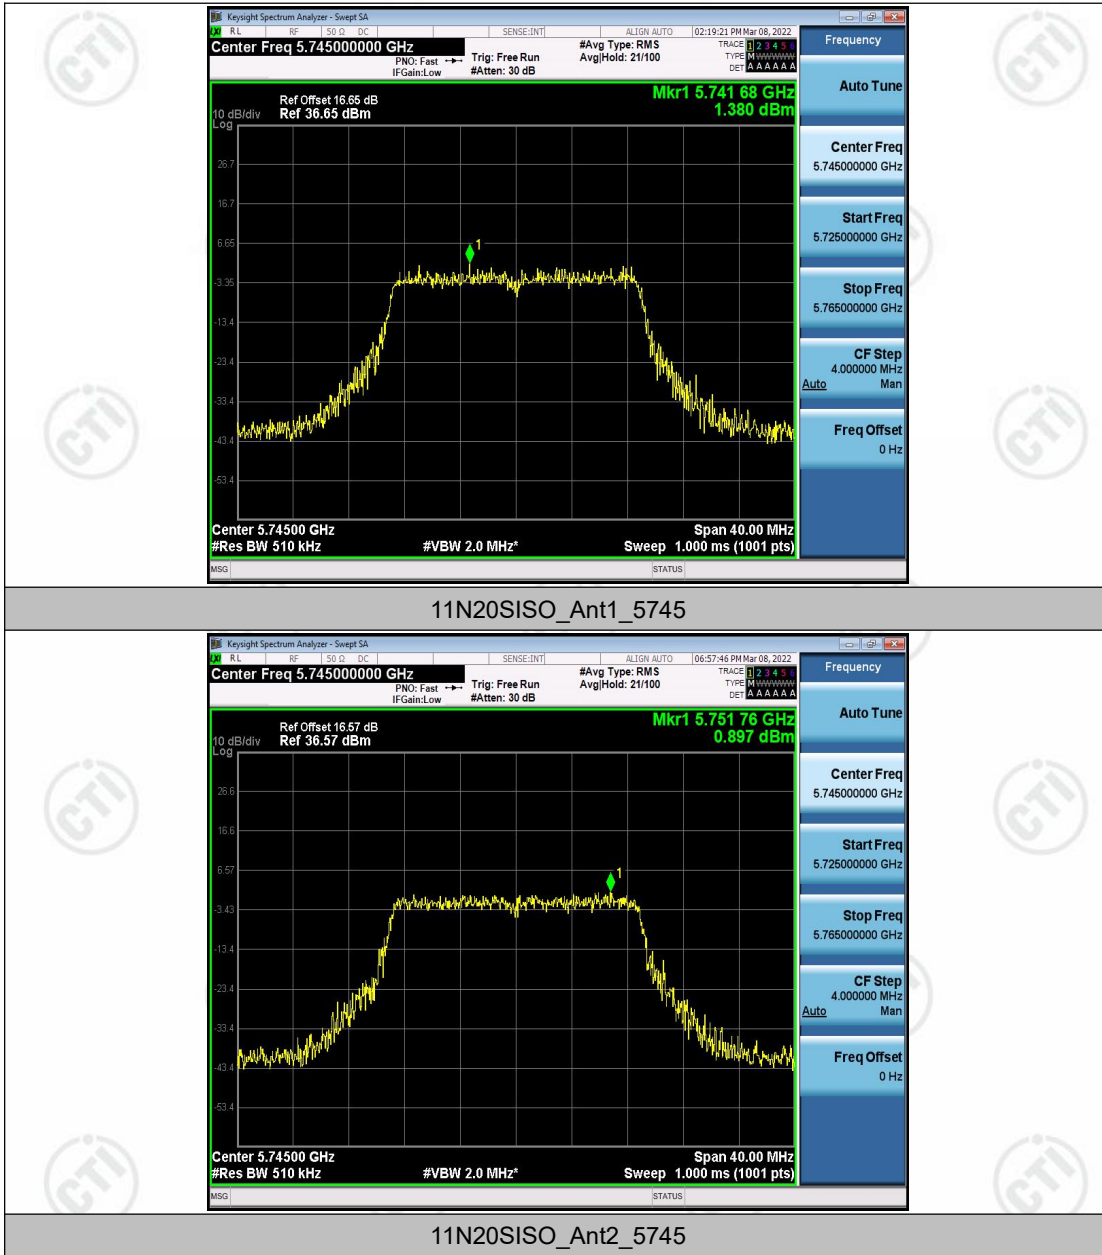 Keysight Spectrum Analyzer - Swept SA
LXI RL RF 50 Ω DC SENSE:INT ALIGN AUTO 02:19:21 PM Mar 08, 2022
Center Freq 5.745000000 GHz
PNO: Fast
IFGain:Low
Trig: Free Run
#Atten: 30 dB
#Avg Type: RMS
Avg|Hold: 21/100
TRACE 1 2 3 4 5 6
TYPE M WWWWW
DET A A A A A A
Mkr1 5.741 68 GHz
1.380 dBm
Ref Offset 16.65 dB
10 dB/div Ref 36.65 dBm
Log
26.7
16.7
6.65
-3.35
-13.4
-23.4
-33.4
-43.4
-53.4
1
Center 5.74500 GHz Span 40.00 MHz
#Res BW 510 kHz #VBW 2.0 MHz* Sweep 1.000 ms (1001 pts)
MSG STATUS
Frequency
Auto Tune
Center Freq
5.745000000 GHz
Start Freq
5.725000000 GHz
Stop Freq
5.765000000 GHz
CF Step
4.000000 MHz
Auto Man
Freq Offset
0 Hz
11N20SISO_Ant1_5745
Keysight Spectrum Analyzer - Swept SA
LXI RL RF 50 Ω DC SENSE:INT ALIGN AUTO 06:57:46 PM Mar 08, 2022
Center Freq 5.745000000 GHz
PNO: Fast
IFGain:Low
Trig: Free Run
#Atten: 30 dB
#Avg Type: RMS
Avg|Hold: 21/100
TRACE 1 2 3 4 5 6
TYPE M WWWWW
DET A A A A A A
Mkr1 5.751 76 GHz
0.897 dBm
Ref Offset 16.57 dB
10 dB/div Ref 36.57 dBm
Log
26.6
16.6
6.57
-3.43
-13.4
-23.4
-33.4
-43.4
-53.4
1
Center 5.74500 GHz Span 40.00 MHz
#Res BW 510 kHz #VBW 2.0 MHz* Sweep 1.000 ms (1001 pts)
MSG STATUS
Frequency
Auto Tune
Center Freq
5.745000000 GHz
Start Freq
5.725000000 GHz
Stop Freq
5.765000000 GHz
CF Step
4.000000 MHz
Auto Man
Freq Offset
0 Hz
11N20SISO_Ant2_5745
CTI
CTI
CTI
CTI
CTI
CTI
CTI
CTI